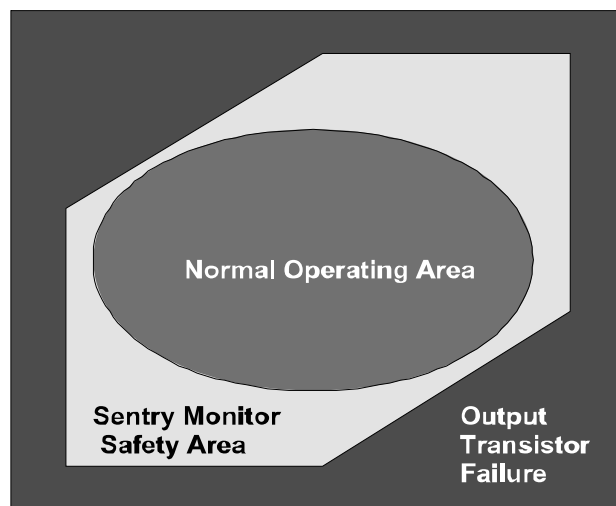 Normal Operating Area
Sentry Monitor
Safety Area
Output
Transistor
Failure